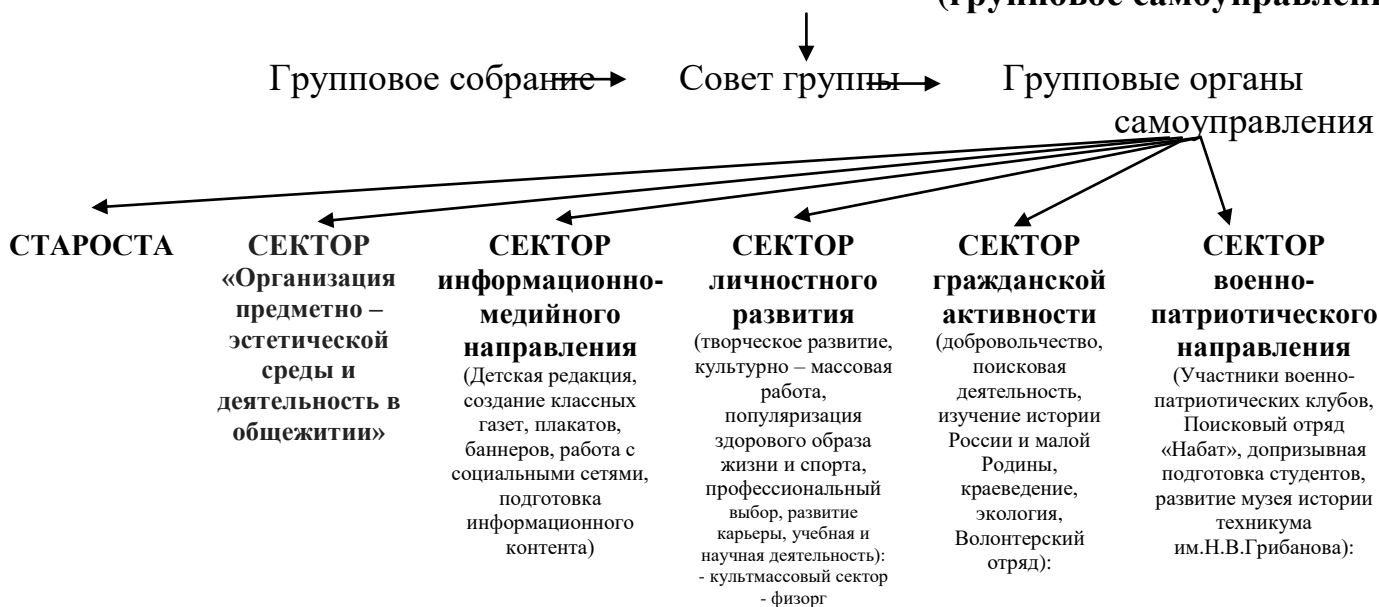 (групповое самоуправлени
Групповое собрание
Совет группы
Групповые органы
самоуправления
СТАРОСТА
СЕКТОР
«Организация
предметно –
эстетической
среды и
деятельность в
общежитии»
СЕКТОР
информационно-
медийного
направления
(Детская редакция,
создание классных
газет, плакатов,
баннеров, работа с
социальными сетями,
подготовка
информационного
контента)
СЕКТОР
личностного
развития
(творческое развитие,
культурно – массовая
работа,
популяризация
здорового образа
жизни и спорта,
профессиональный
выбор, развитие
карьеры, учебная и
научная деятельность):
- культмассовый сектор
- физорг
СЕКТОР
гражданской
активности
(добровольчество,
поисковая
деятельность,
изучение истории
России и малой
Родины,
краеведение,
экология,
Волонтерский
отряд):
СЕКТОР
военно-
патриотического
направления
(Участники военно-
патриотических клубов,
Поисковый отряд
«Набат», допризывная
подготовка студентов,
развитие музея истории
техникума
им.Н.В.Грибанова):